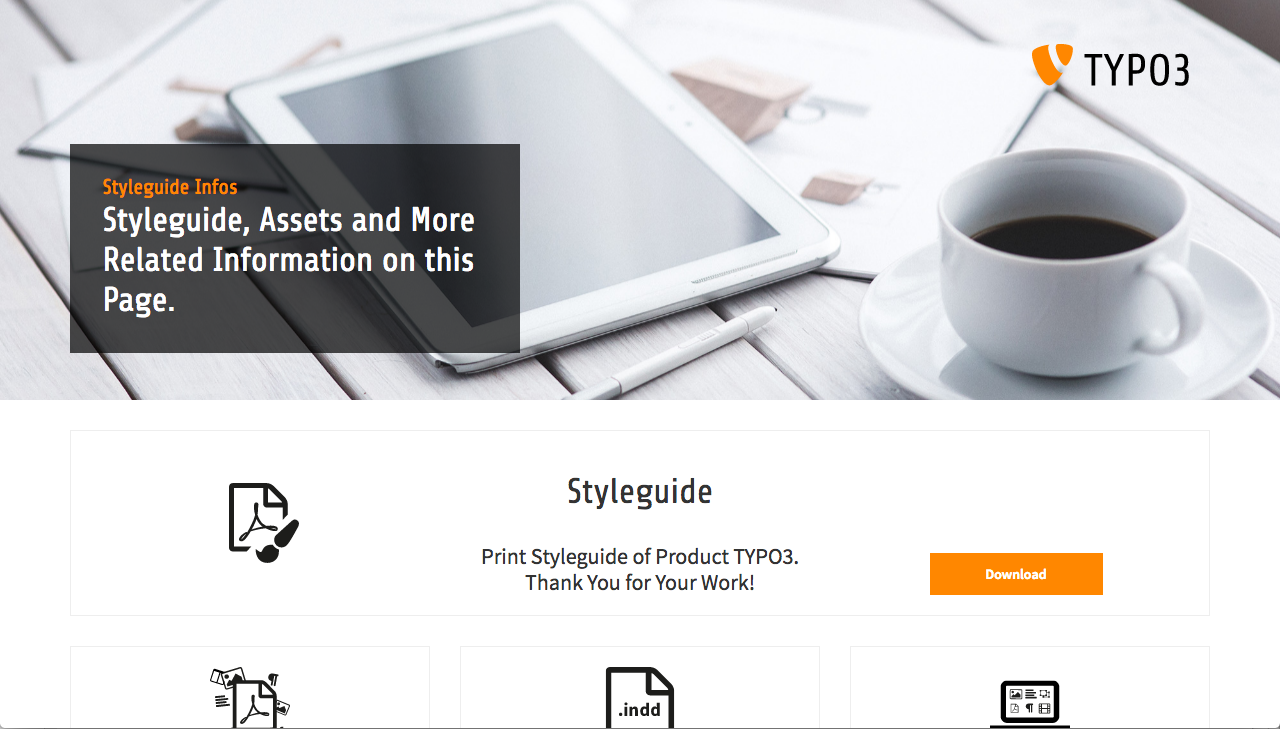 TYPO3
Styleguide Infos
Styleguide, Assets and More
Related Information on this
Page.
Styleguide
Print Styleguide of Product TYPO3.
Thank You for Your Work!
Download
.indd